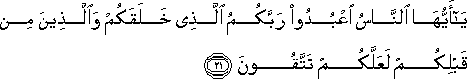 يَـٰٓأَيُّهَا ٱلنَّاسُ ٱعْبُدُوا۟ رَبَّكُمُ ٱلَّذِى خَلَقَكُمْ وَٱلَّذِينَ مِن
قَبْلِكُمْ لَعَلَّكُمْ تَتَّقُونَ ٢١